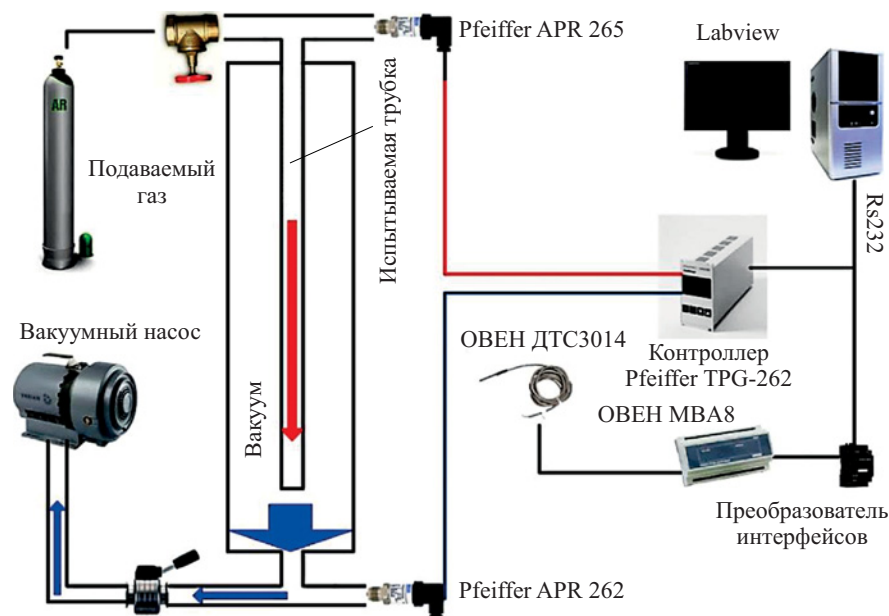 Pfeiffer APR 265
Labview
AR
Подаваемый
газ
Испытываемая трубка
Rs232
Вакуумный насос
ОВЕН ДТС3014
Контроллер
Pfeiffer TPG-262
Вакуум
ОВЕН МВА8
Преобразователь
интерфейсов
Pfeiffer APR 262